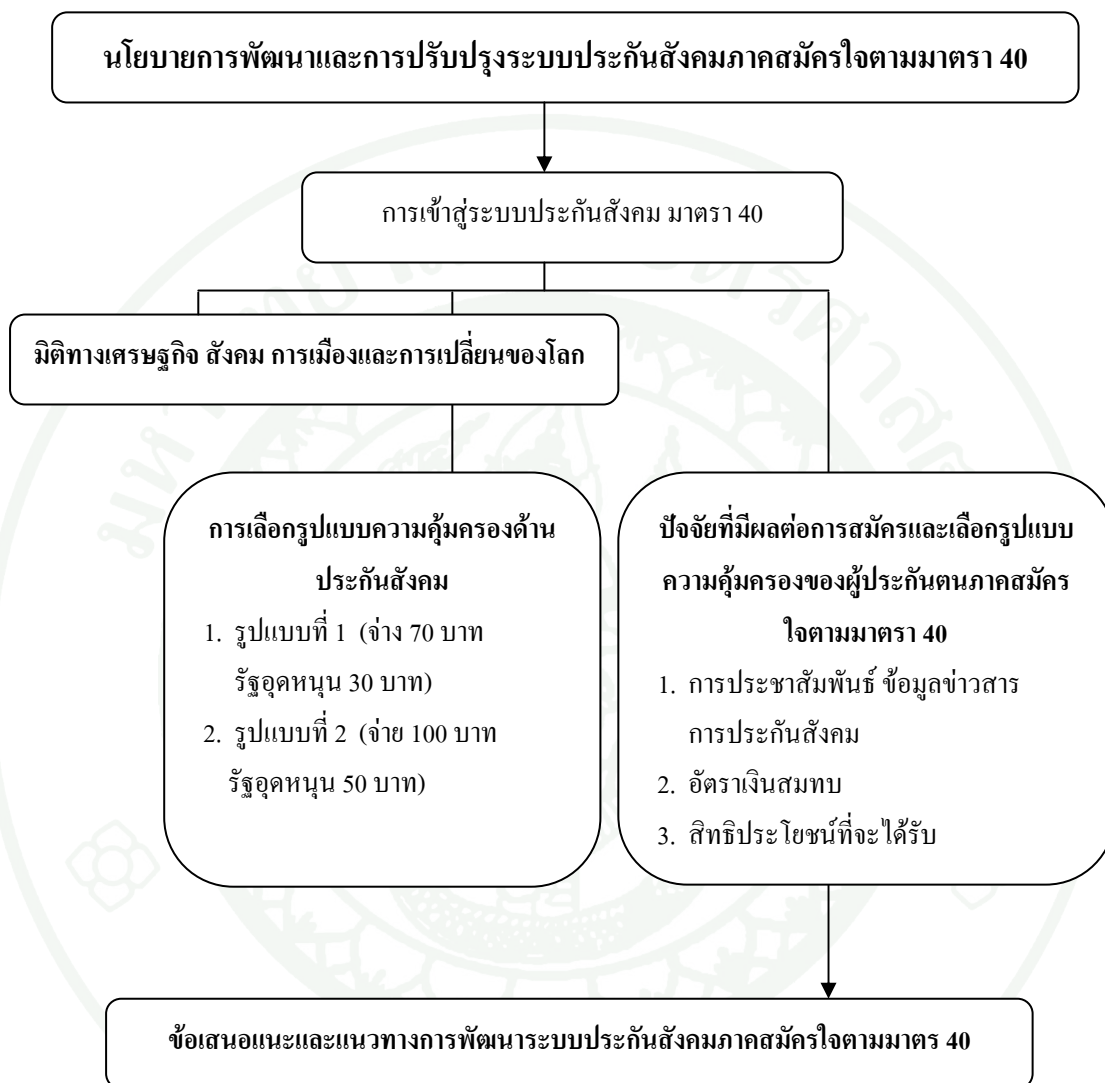 นโยบายการพัฒนาและการปรับปรุงระบบประกันสังคมภาคสมัครใจตามมาตรา 40
การเข้าสู่ระบบประกันสังคม มาตรา 40
มิติทางเศรษฐกิจ สังคม การเมืองและการเปลี่ยนของโลก
การเลือกรูปแบบความคุ้มครองด้าน
ประกันสังคม
1. รูปแบบที่ 1 (จ่าง 70 บาท
รัฐอุดหนุน 30 บาท)
2. รูปแบบที่ 2 (จ่าย 100 บาท
รัฐอุดหนุน 50 บาท)
ปัจจัยที่มีผลต่อการสมัครและเลือกรูปแบบ
ความคุ้มครองของผู้ประกันตนภาคสมัคร
ใจตามมาตรา 40
1. การประชาสัมพันธ์ ข้อมูลข่าวสาร
การประกันสังคม
2. อัตราเงินสมทบ
3. สิทธิประโยชน์ที่จะได้รับ
ข้อเสนอแนะและแนวทางการพัฒนาระบบประกันสังคมภาคสมัครใจตามมาตร 40